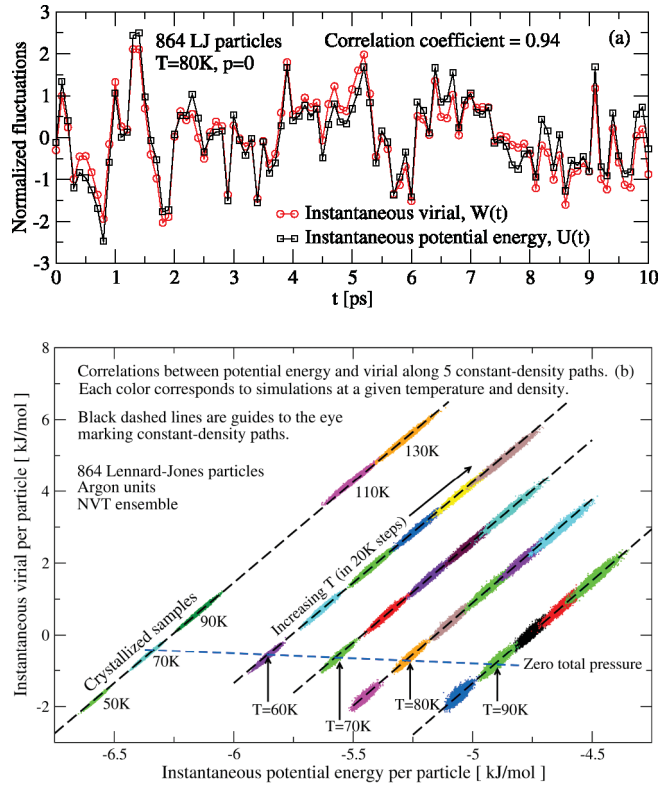 864 LJ particles
T=80K, p=0
Correlation coefficient = 0.94
(a)
Normalized fluctuations
3
2
1
0
-1
-2
-3
Instantaneous virial, W(t)
Instantaneous potential energy, U(t)
0 1 2 3 4 5 6 7 8 9 10
t [ps]
Correlations between potential energy and virial along 5 constant-density paths. (b)
Each color corresponds to simulations at a given temperature and density.
Black dashed lines are guides to the eye
marking constant-density paths.
864 Lennard-Jones particles
Argon units
NVT ensemble
130K
110K
Increasing T (in 20K steps)
Crystallized samples
90K
70K
50K
Zero total pressure
T=60K
T=70K
T=80K
T=90K
Instantaneous virial per particle [ kJ/mol]
8
6
4
2
0
-2
-6.5 -6 -5.5 -5 -4.5
Instantaneous potential energy per particle [ kJ/mol]